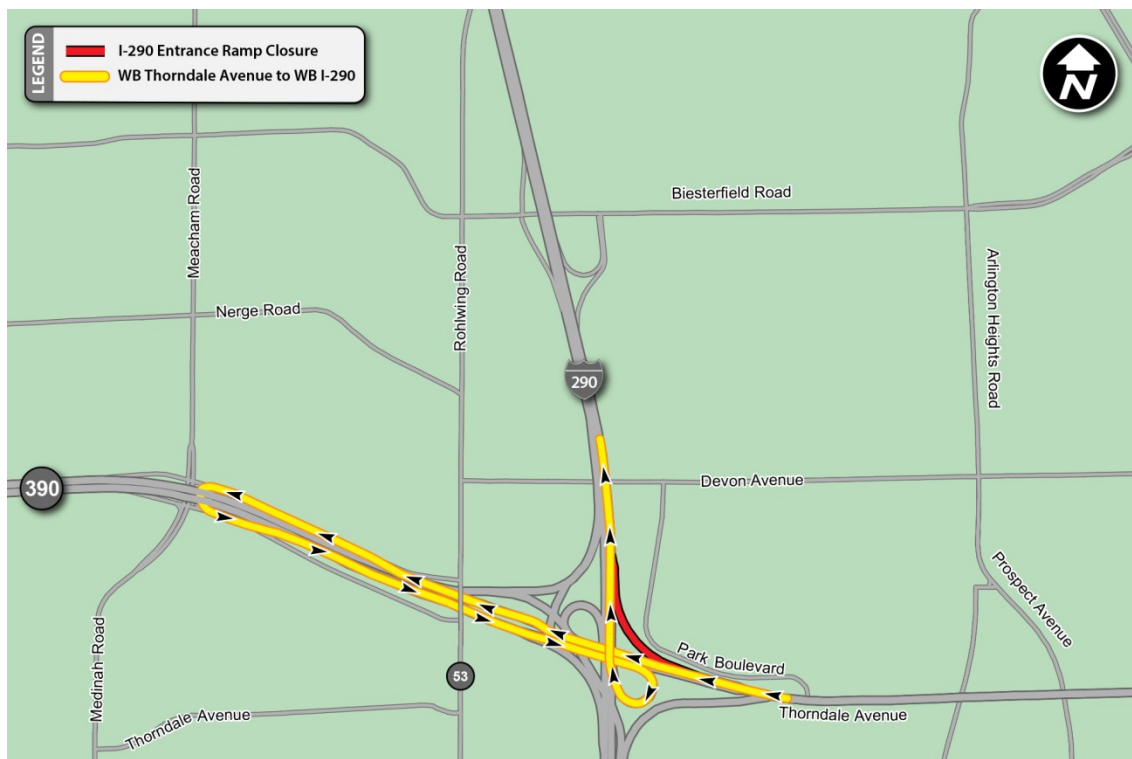 LEGEND
I-290 Entrance Ramp Closure
WB Thorndale Avenue to WB I-290
N
Meacham Road
Biesterfield Road
Rohlwing Road
Arlington Heights Road
Nerge Road
290
390
Devon Avenue
Prospect Avenue
Park Boulevard
53
Medinah Road
Thorndale Avenue
Thorndale Avenue